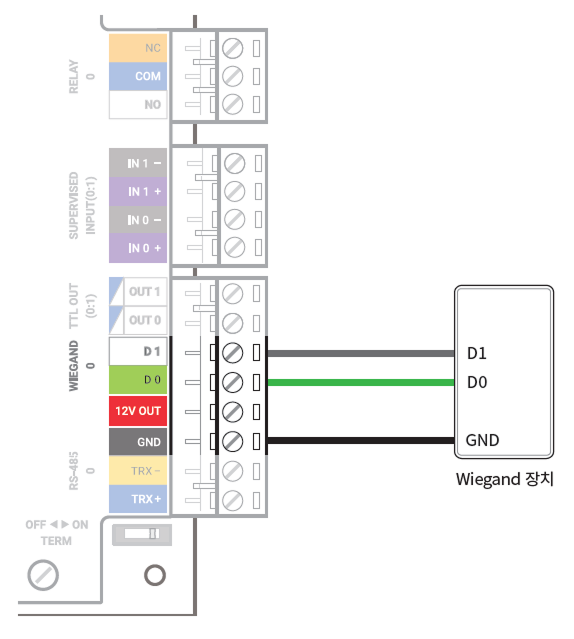 RELAY
0
NC
COM
NO
SUPERVISED
INPUT(0:1)
IN 1 −
IN 1 +
IN 0 −
IN 0 +
TTL OUT
(0:1)
OUT 1
OUT 0
WIEGAND
0
D 1
D 0
12V OUT
GND
RS-485
0
TRX −
TRX +
OFF ◀ ▶ ON
TERM
D1
D0
GND
Wiegand 장치